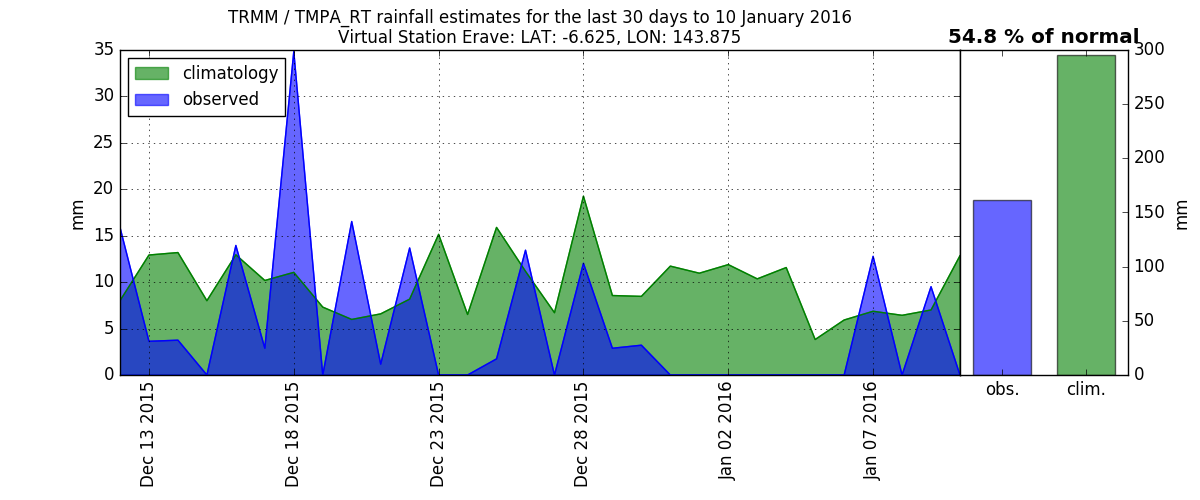 TRMM / TMPA_RT rainfall estimates for the last 30 days to 10 January 2016
Virtual Station Erave: LAT: -6.625, LON: 143.875
54.8 % of normal
climatology
observed
mm
35
30
25
20
15
10
5
0
Dec 13 2015
Dec 18 2015
Dec 23 2015
Dec 28 2015
Jan 02 2016
Jan 07 2016
300
250
200
150
100
50
0
mm
obs.
clim.